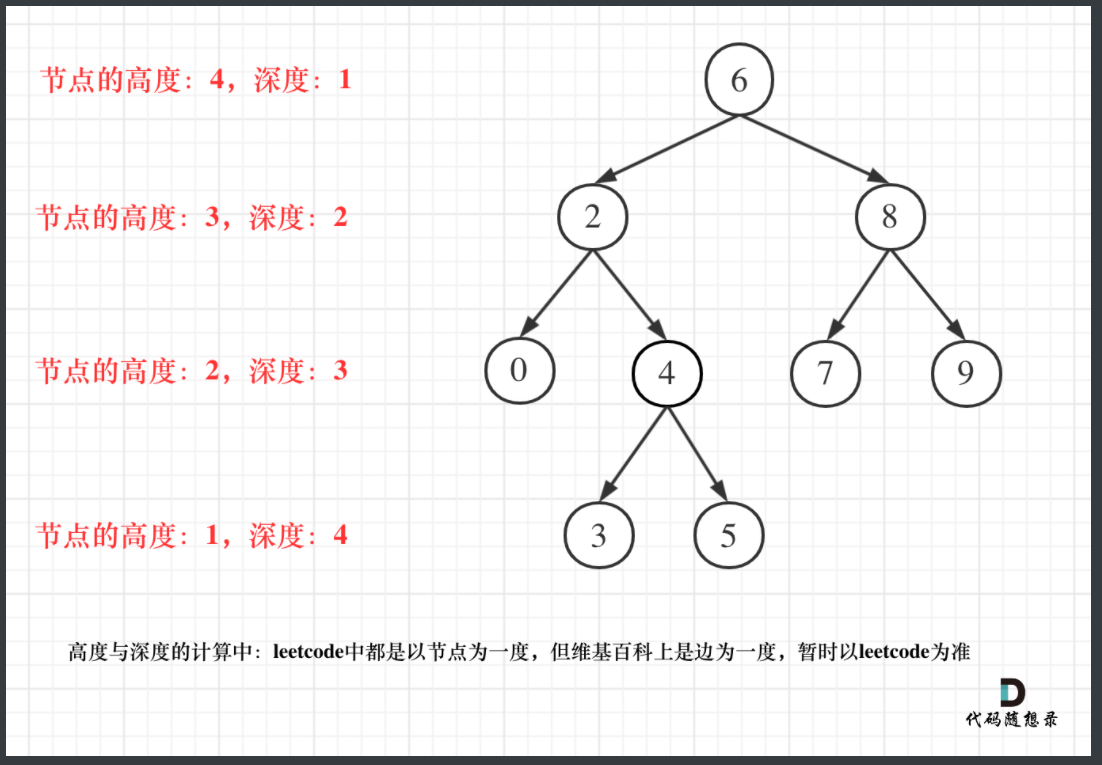 节点的高度：4，深度：1
6
节点的高度：3，深度：2
2
8
节点的高度：2，深度：3
0
4
7
9
节点的高度：1，深度：4
3
5
高度与深度的计算中：leetcode中都是以节点为一度，但维基百科上是边为一度，暂时以leetcode为准
代码随想录